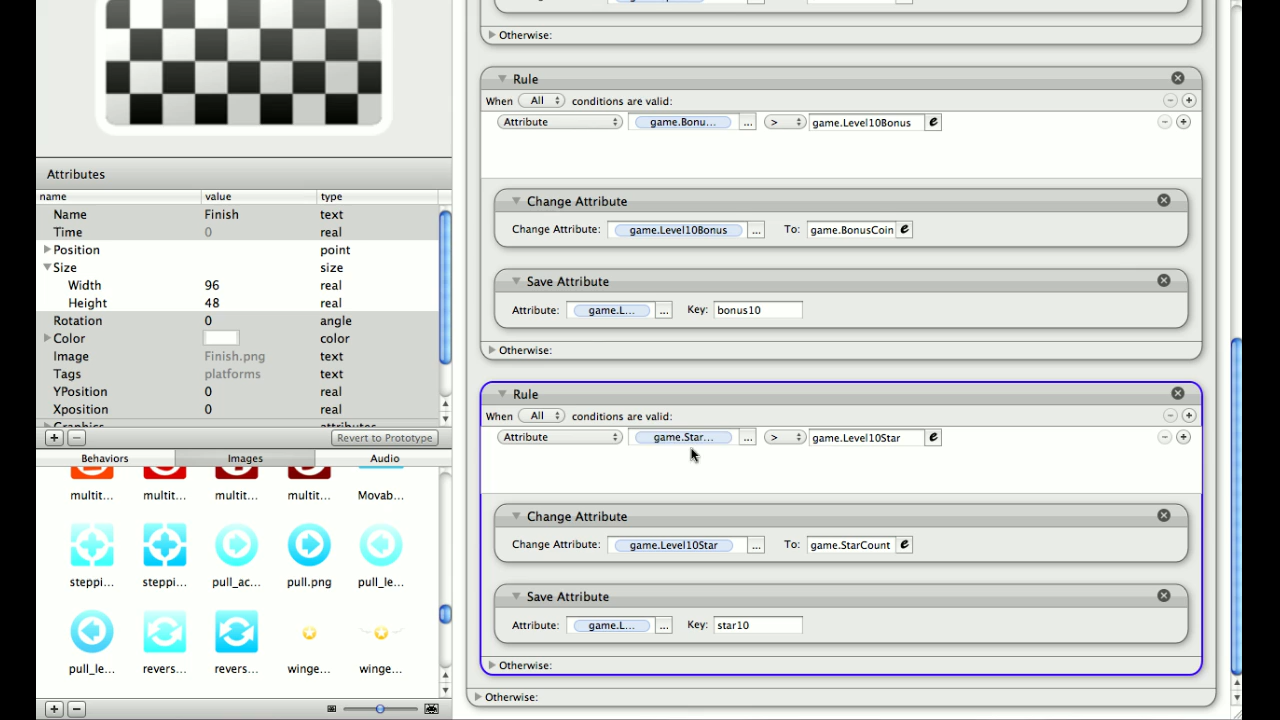 Otherwise:
Rule
When All conditions are valid:
Attribute game.Bonu... ... > game.Level10Bonus e
Change Attribute
Change Attribute: game.Level10Bonus ... To: game.BonusCoin e
Save Attribute
Attribute: game.L... ... Key: bonus10
Otherwise:
Rule
When All conditions are valid:
Attribute game.Star... ... > game.Level10Star e
Change Attribute
Change Attribute: game.Level10Star ... To: game.StarCount e
Save Attribute
Attribute: game.L... ... Key: star10
Otherwise:
Otherwise:
Attributes
name value type
Name Finish text
Time 0 real
Position point
Size size
Width 96 real
Height 48 real
Rotation 0 angle
Color color
Image Finish.png text
Tags platforms text
YPosition 0 real
Xposition 0 real
Graphics attributes
Revert to Prototype
Behaviors Images Audio
multit... multit... multit... multit... Movab...
steppi... steppi... pull_ac... pull.png pull_le...
pull_le... revers... revers... winge... winge...